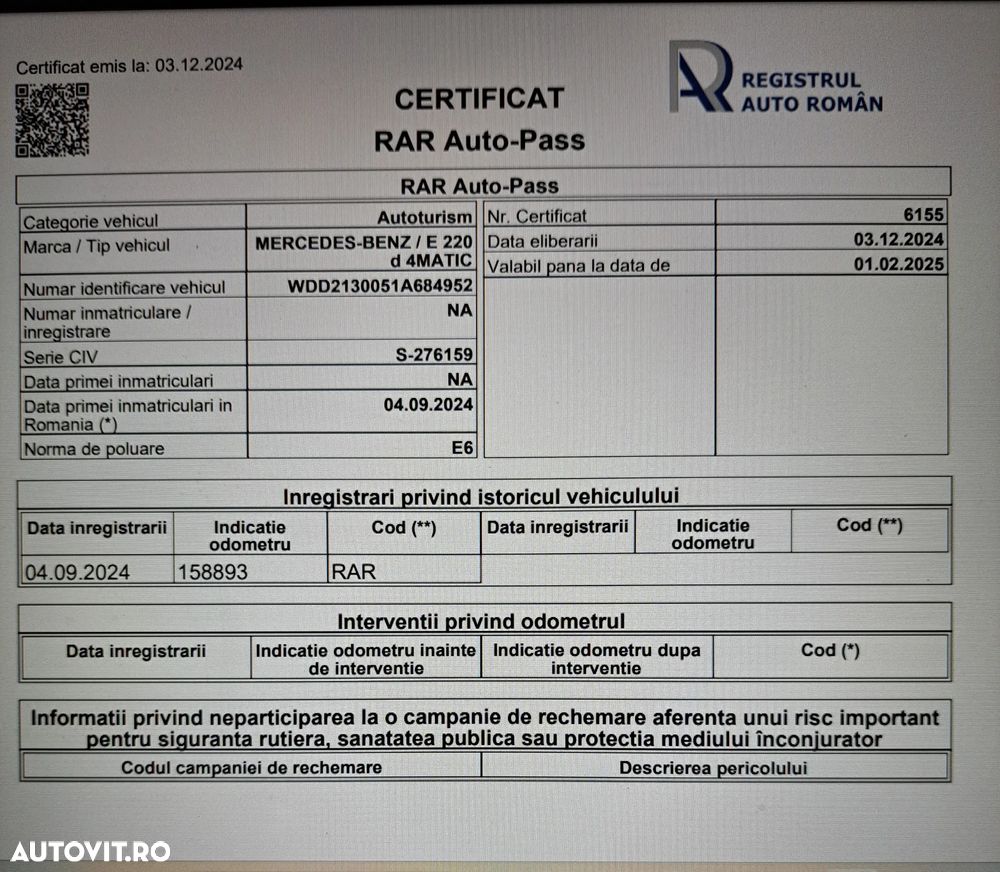 Certificat emis la: 03.12.2024
CERTIFICAT
RAR Auto-Pass
REGISTRUL
AUTO ROMÂN
RAR Auto-Pass
Categorie vehicul Autoturism
Marca / Tip vehicul MERCEDES-BENZ / E 220
d 4MATIC
Numar identificare vehicul WDD2130051A684952
Numar inmatriculare / NA
inregistrare
Serie CIV S-276159
Data primei inmatriculari NA
Data primei inmatriculari in 04.09.2024
Romania (*)
Norma de poluare E6
Nr. Certificat 6155
Data eliberarii 03.12.2024
Valabil pana la data de 01.02.2025
Inregistrari privind istoricul vehiculului
Data inregistrarii Indicatie Cod (**) Data inregistrarii Indicatie Cod (**)
odometru odometru
04.09.2024 158893 RAR
Interventii privind odometrul
Data inregistrarii Indicatie odometru inainte Indicatie odometru dupa Cod (*)
de interventie interventie
Informatii privind neparticiparea la o campanie de rechemare aferenta unui risc important
pentru siguranta rutiera, sanatatea publica sau protectia mediului înconjurator
Codul campaniei de rechemare Descrierea pericolului
AUTOVIT.RO